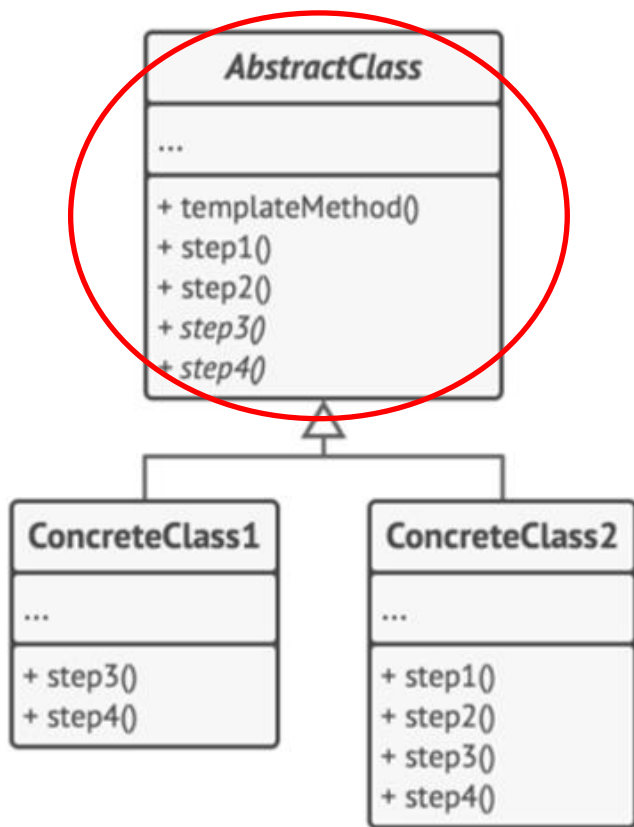 AbstractClass
...
+ templateMethod()
+ step1()
+ step2()
+ step3()
+ step4()
ConcreteClass1
...
+ step3()
+ step4()
ConcreteClass2
...
+ step1()
+ step2()
+ step3()
+ step4()